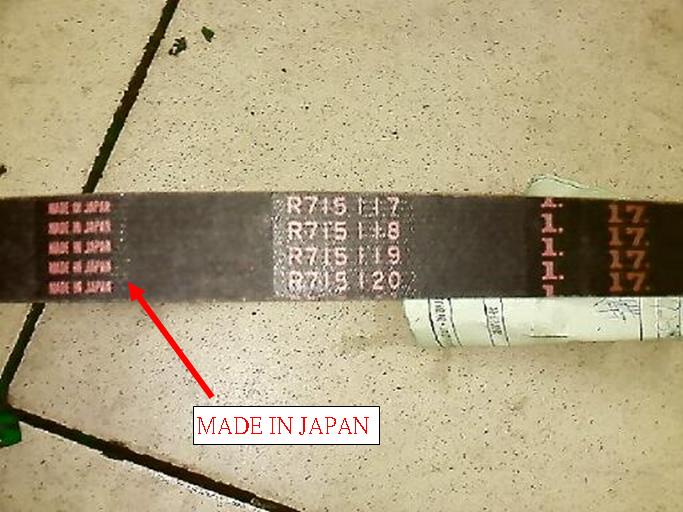 MADE IN JAPAN
MADE IN JAPAN
MADE IN JAPAN
MADE IN JAPAN
MADE IN JAPAN
R715 117
R715 118
R715 119
R715 120
1.
1.
1.
1.
1.
17.
17.
17.
17.
MADE IN JAPAN